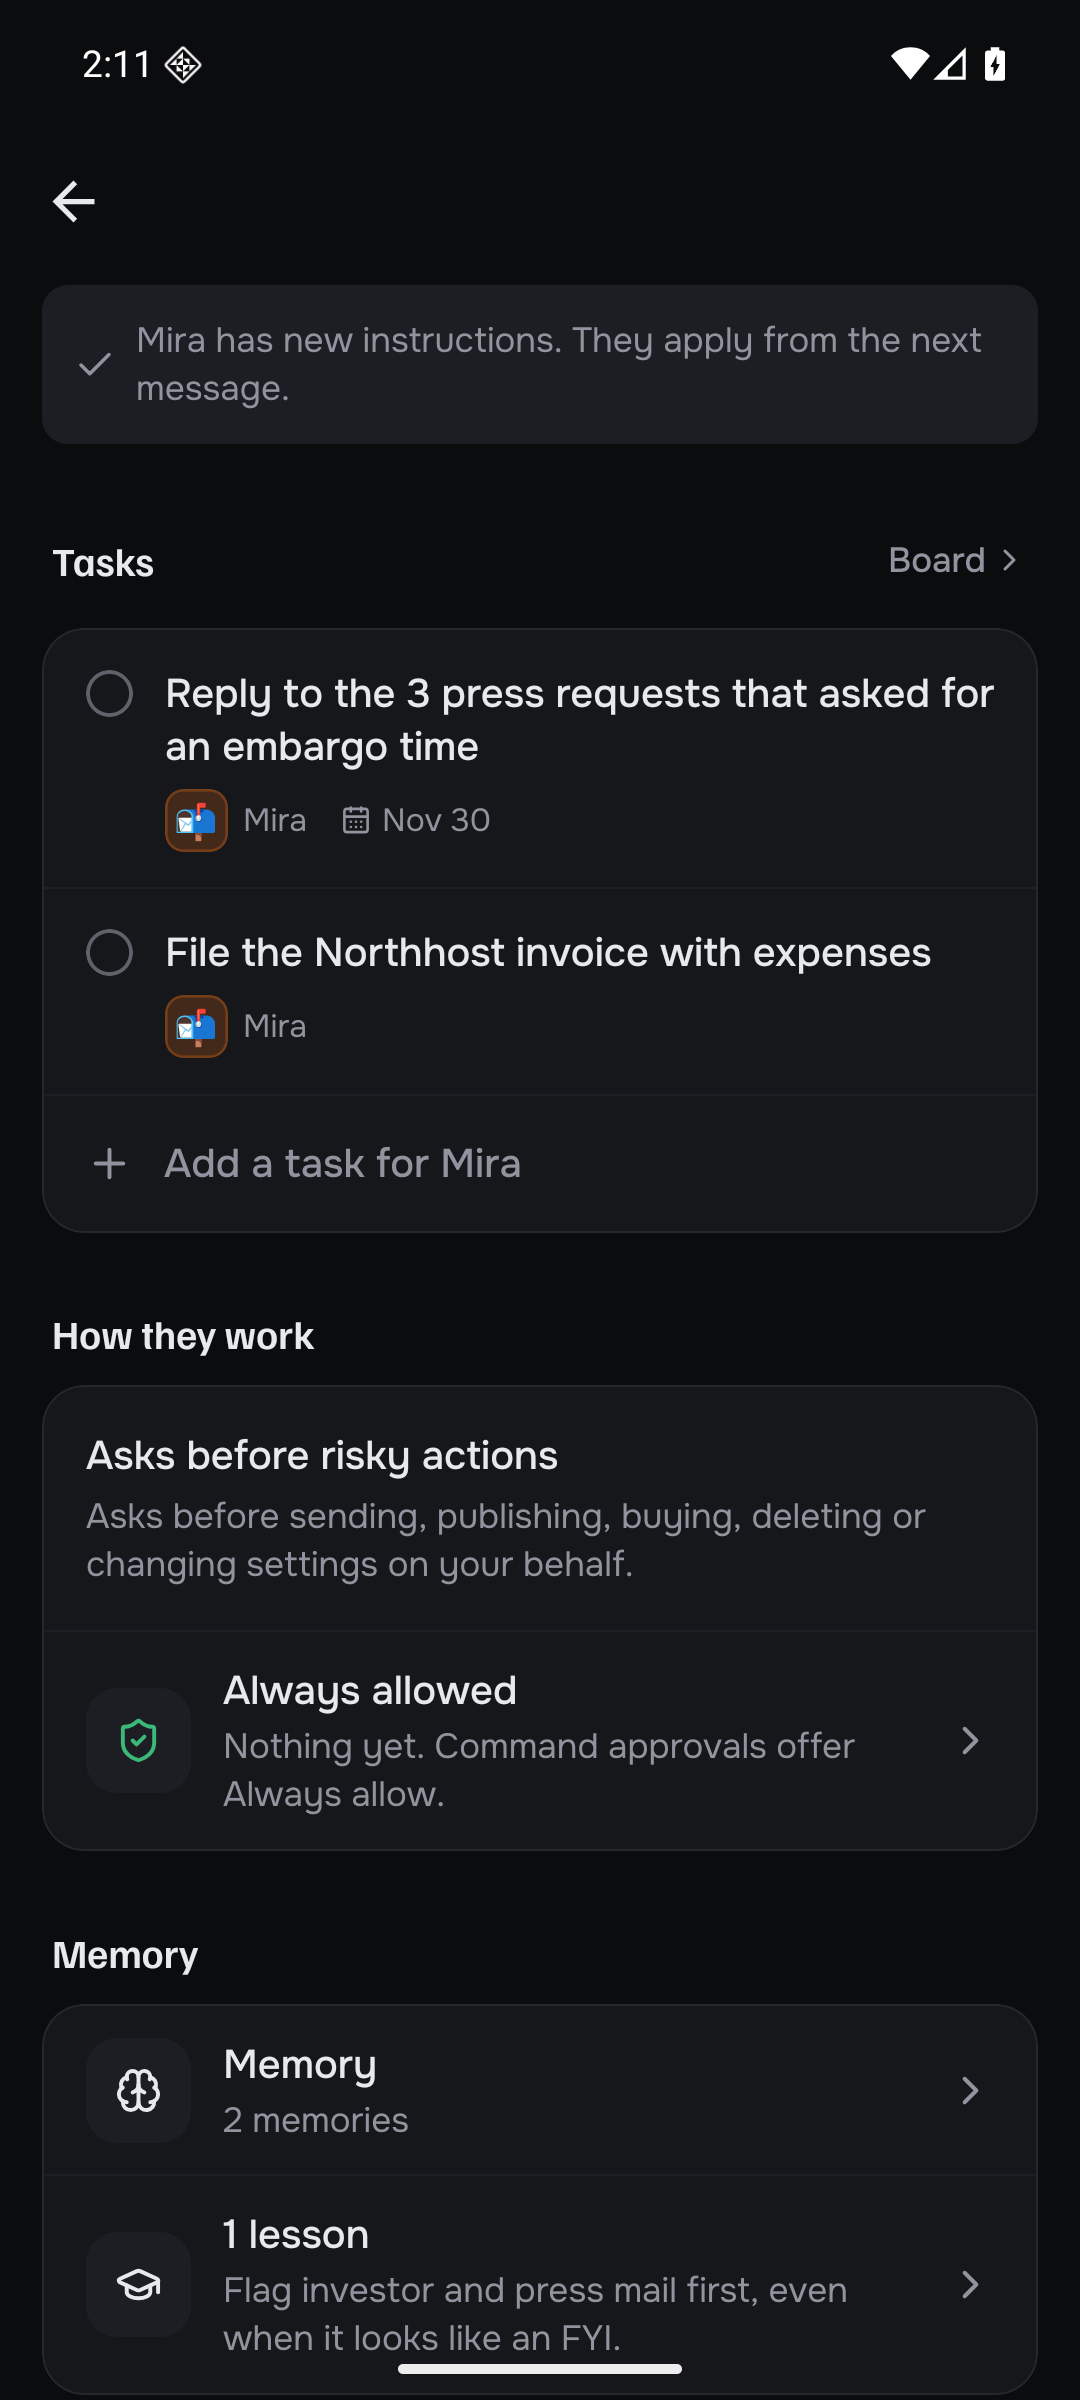 2:11
Mira has new instructions. They apply from the next
message.
Tasks
Board
Reply to the 3 press requests that asked for
an embargo time
Mira
Nov 30
File the Northhost invoice with expenses
Mira
Add a task for Mira
How they work
Asks before risky actions
Asks before sending, publishing, buying, deleting or
changing settings on your behalf.
Always allowed
Nothing yet. Command approvals offer
Always allow.
Memory
Memory
2 memories
1 lesson
Flag investor and press mail first, even
when it looks like an FYI.